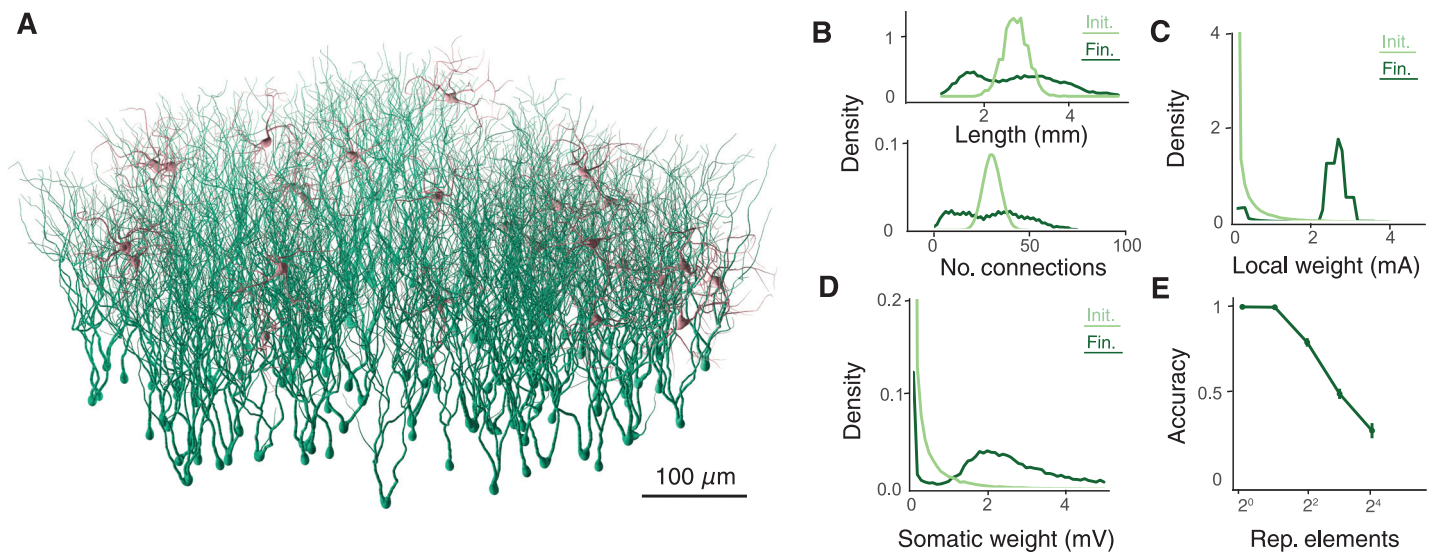 A
100 μm
B
Init.
Fin.
1
0
2
4
Length (mm)
Density
0.1
0
0
50
100
No. connections
C
4
Init.
Fin.
Density
2
0
0
2
4
Local weight (mA)
D
0.2
Init.
Fin.
Density
0.1
0.0
0
2
4
Somatic weight (mV)
E
1
Accuracy
0.5
0
2⁰
2²
2⁴
Rep. elements